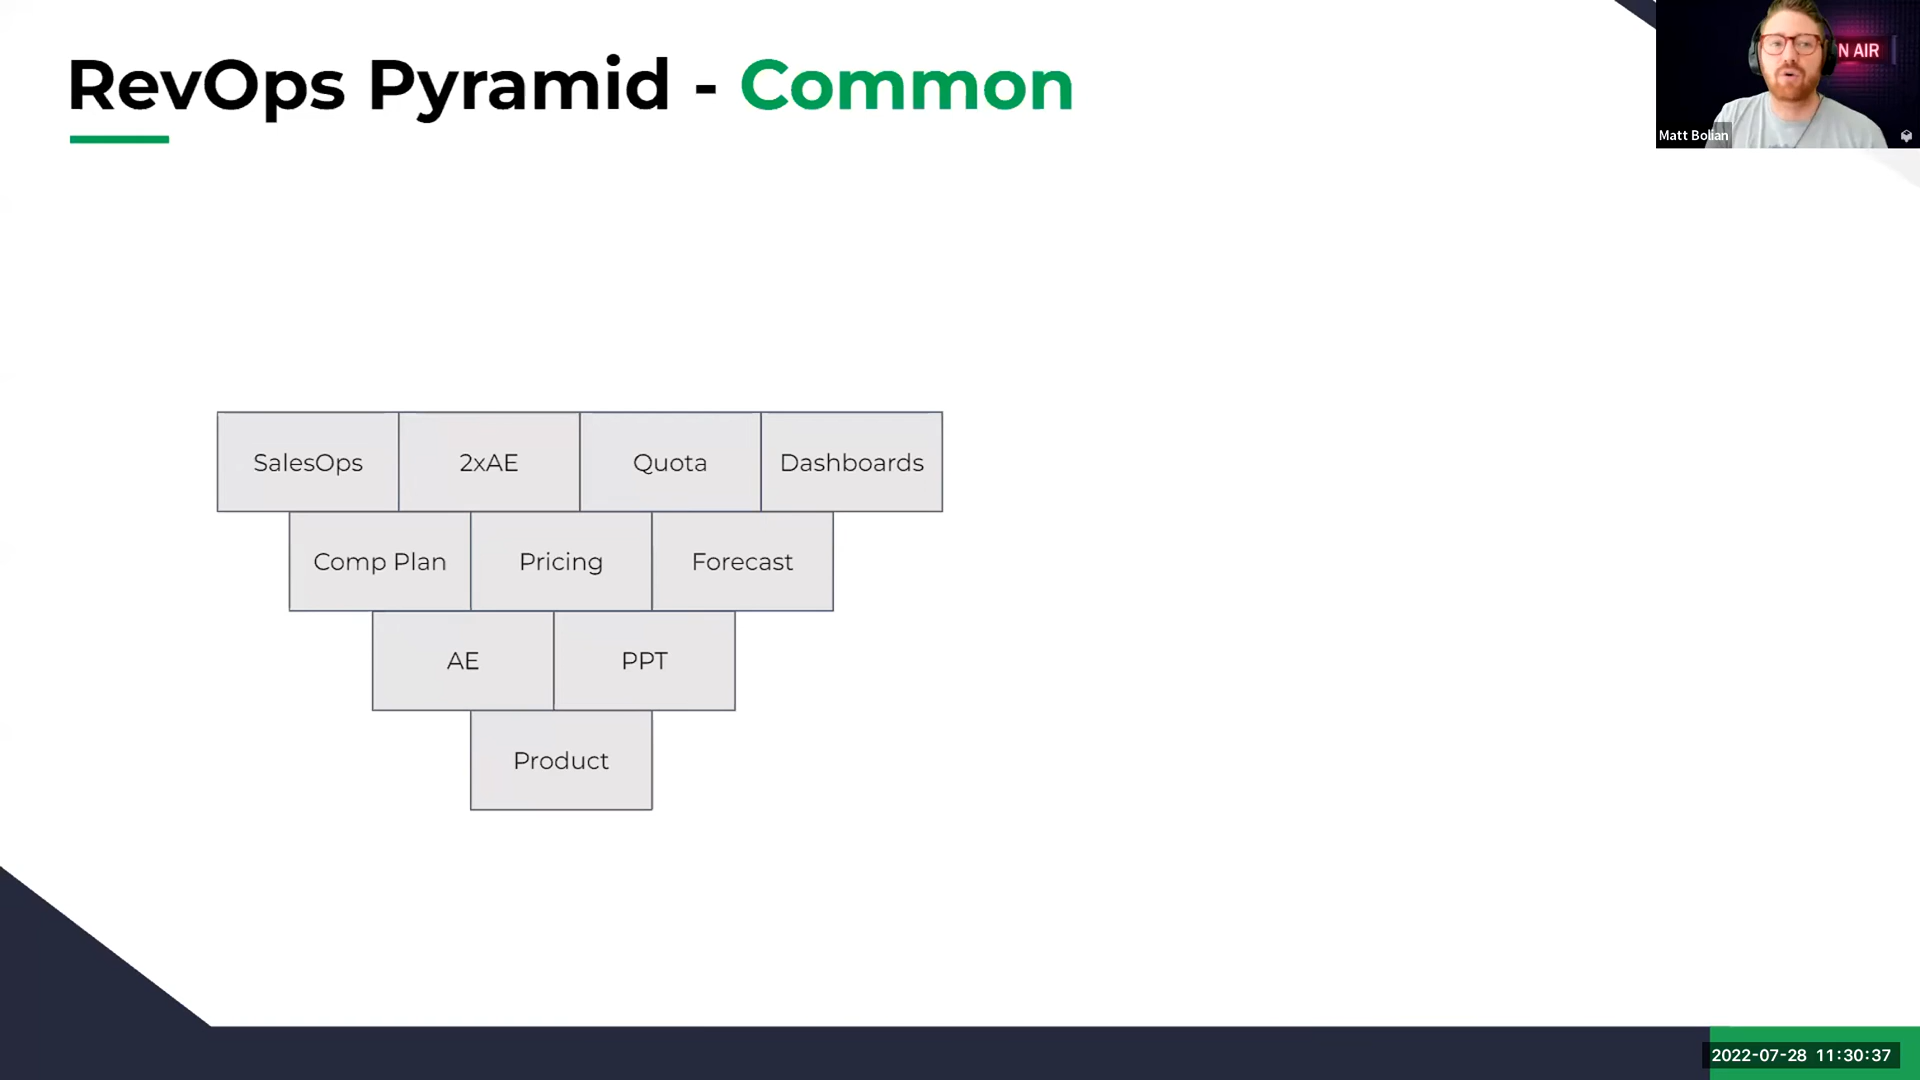 RevOps Pyramid - Common
N AIR
Matt Bolian
SalesOps 2xAE Quota Dashboards
Comp Plan Pricing Forecast
AE PPT
Product
2022-07-28 11:30:37